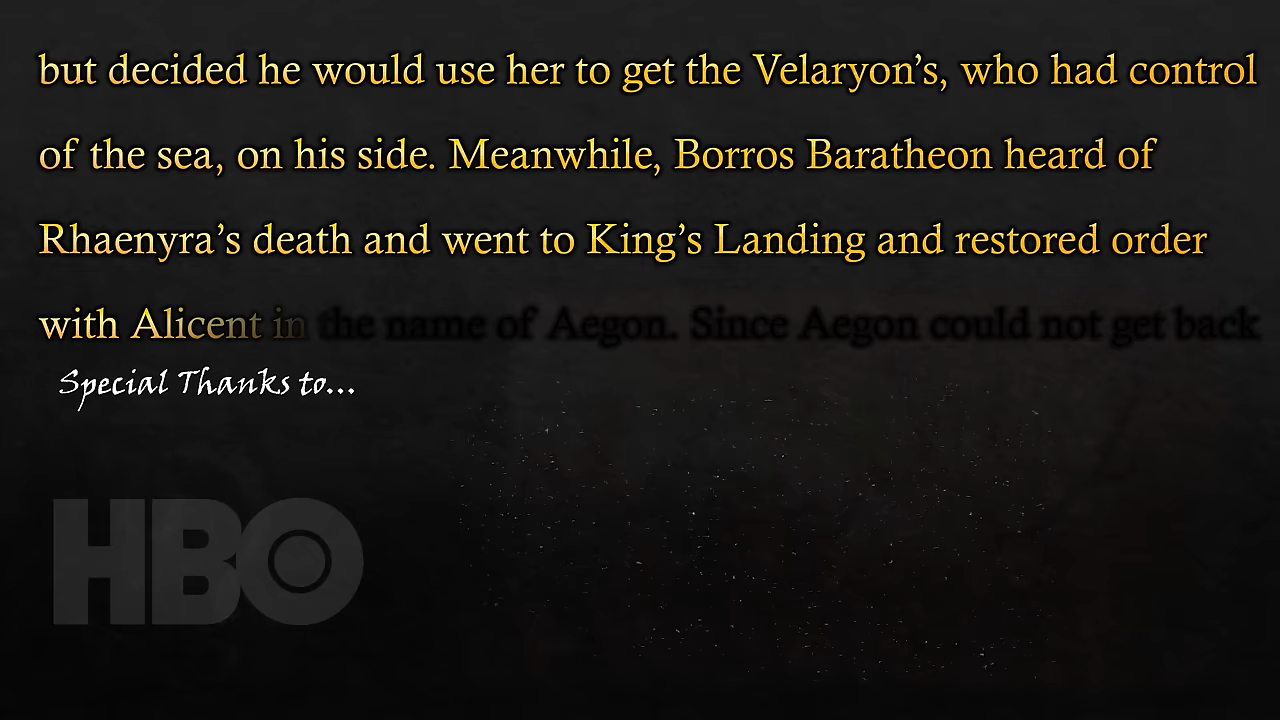 but decided he would use her to get the Velaryon’s, who had control
of the sea, on his side. Meanwhile, Borros Baratheon heard of
Rhaenyra’s death and went to King’s Landing and restored order
with Alicent in the name of Aegon. Since Aegon could not get back
Special Thanks to...
HBO